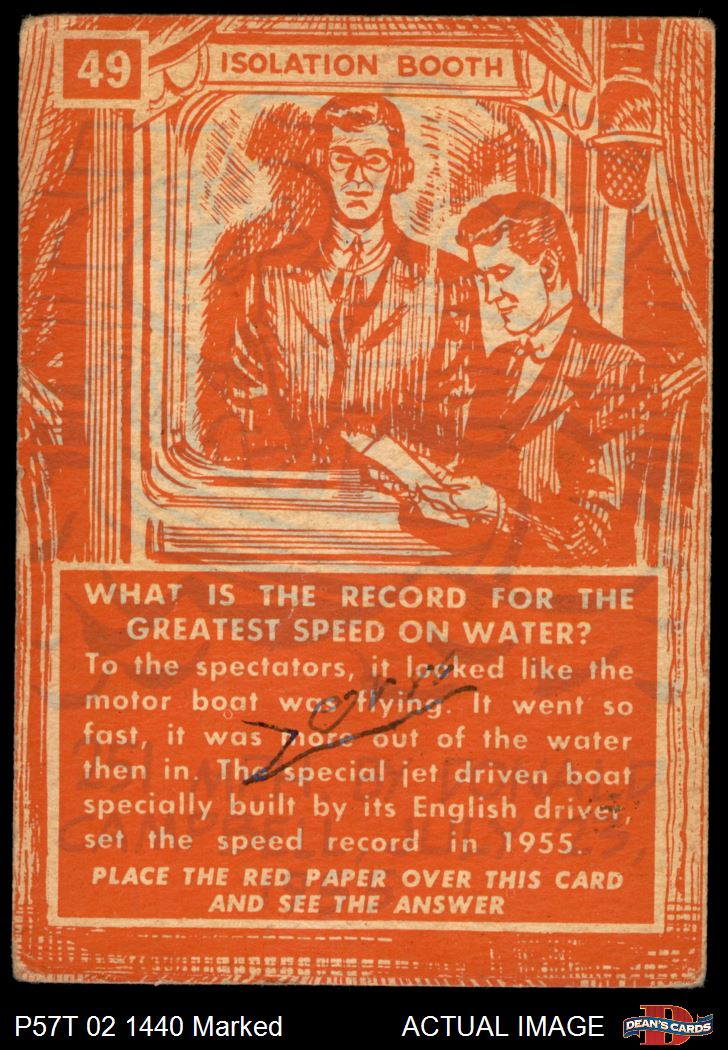 49
ISOLATION BOOTH
WHAT IS THE RECORD FOR THE
GREATEST SPEED ON WATER?
To the spectators, it looked like the
motor boat was flying. It went so
fast, it was more out of the water
then in. The special jet driven boat
specially built by its English driver,
set the speed record in 1955.
PLACE THE RED PAPER OVER THIS CARD
AND SEE THE ANSWER
P57T 02 1440 Marked
ACTUAL IMAGE
D
DEAN'S CARDS